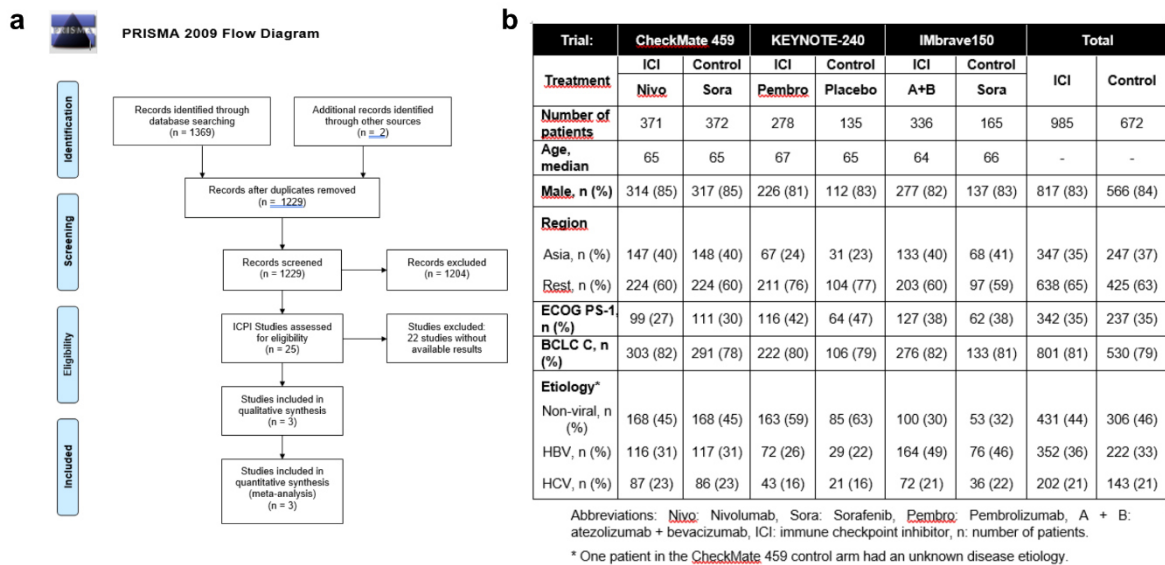 a
PRISMA
PRISMA 2009 Flow Diagram
Identification
Screening
Eligibility
Included
Records identified through
database searching
(n = 1369)
Additional records identified
through other sources
(n = 2)
Records after duplicates removed
(n = 1229)
Records screened
(n = 1229)
Records excluded
(n = 1204)
ICPI Studies assessed
for eligibility
(n = 25)
Studies excluded:
22 studies without
available results
Studies included in
qualitative synthesis
(n = 3)
Studies included in
quantitative synthesis
(meta-analysis)
(n = 3)
b
Trial: CheckMate 459 KEYNOTE-240 IMbrave150 Total
Treatment ICI Control ICI Control ICI Control ICI Control
Nivo Sora Pembro Placebo A+B Sora
Number of
patients 371 372 278 135 336 165 985 672
Age,
median 65 65 67 65 64 66 - -
Male, n (%) 314 (85) 317 (85) 226 (81) 112 (83) 277 (82) 137 (83) 817 (83) 566 (84)
Region
Asia, n (%) 147 (40) 148 (40) 67 (24) 31 (23) 133 (40) 68 (41) 347 (35) 247 (37)
Rest, n (%) 224 (60) 224 (60) 211 (76) 104 (77) 203 (60) 97 (59) 638 (65) 425 (63)
ECOG PS-1,
n (%) 99 (27) 111 (30) 116 (42) 64 (47) 127 (38) 62 (38) 342 (35) 237 (35)
BCLC C, n
(%) 303 (82) 291 (78) 222 (80) 106 (79) 276 (82) 133 (81) 801 (81) 530 (79)
Etiology*
Non-viral, n
(%) 168 (45) 168 (45) 163 (59) 85 (63) 100 (30) 53 (32) 431 (44) 306 (46)
HBV, n (%) 116 (31) 117 (31) 72 (26) 29 (22) 164 (49) 76 (46) 352 (36) 222 (33)
HCV, n (%) 87 (23) 86 (23) 43 (16) 21 (16) 72 (21) 36 (22) 202 (21) 143 (21)
Abbreviations: Nivo: Nivolumab, Sora: Sorafenib, Pembro: Pembrolizumab, A + B:
atezolizumab + bevacizumab, ICI: immune checkpoint inhibitor, n: number of patients.
* One patient in the CheckMate 459 control arm had an unknown disease etiology.